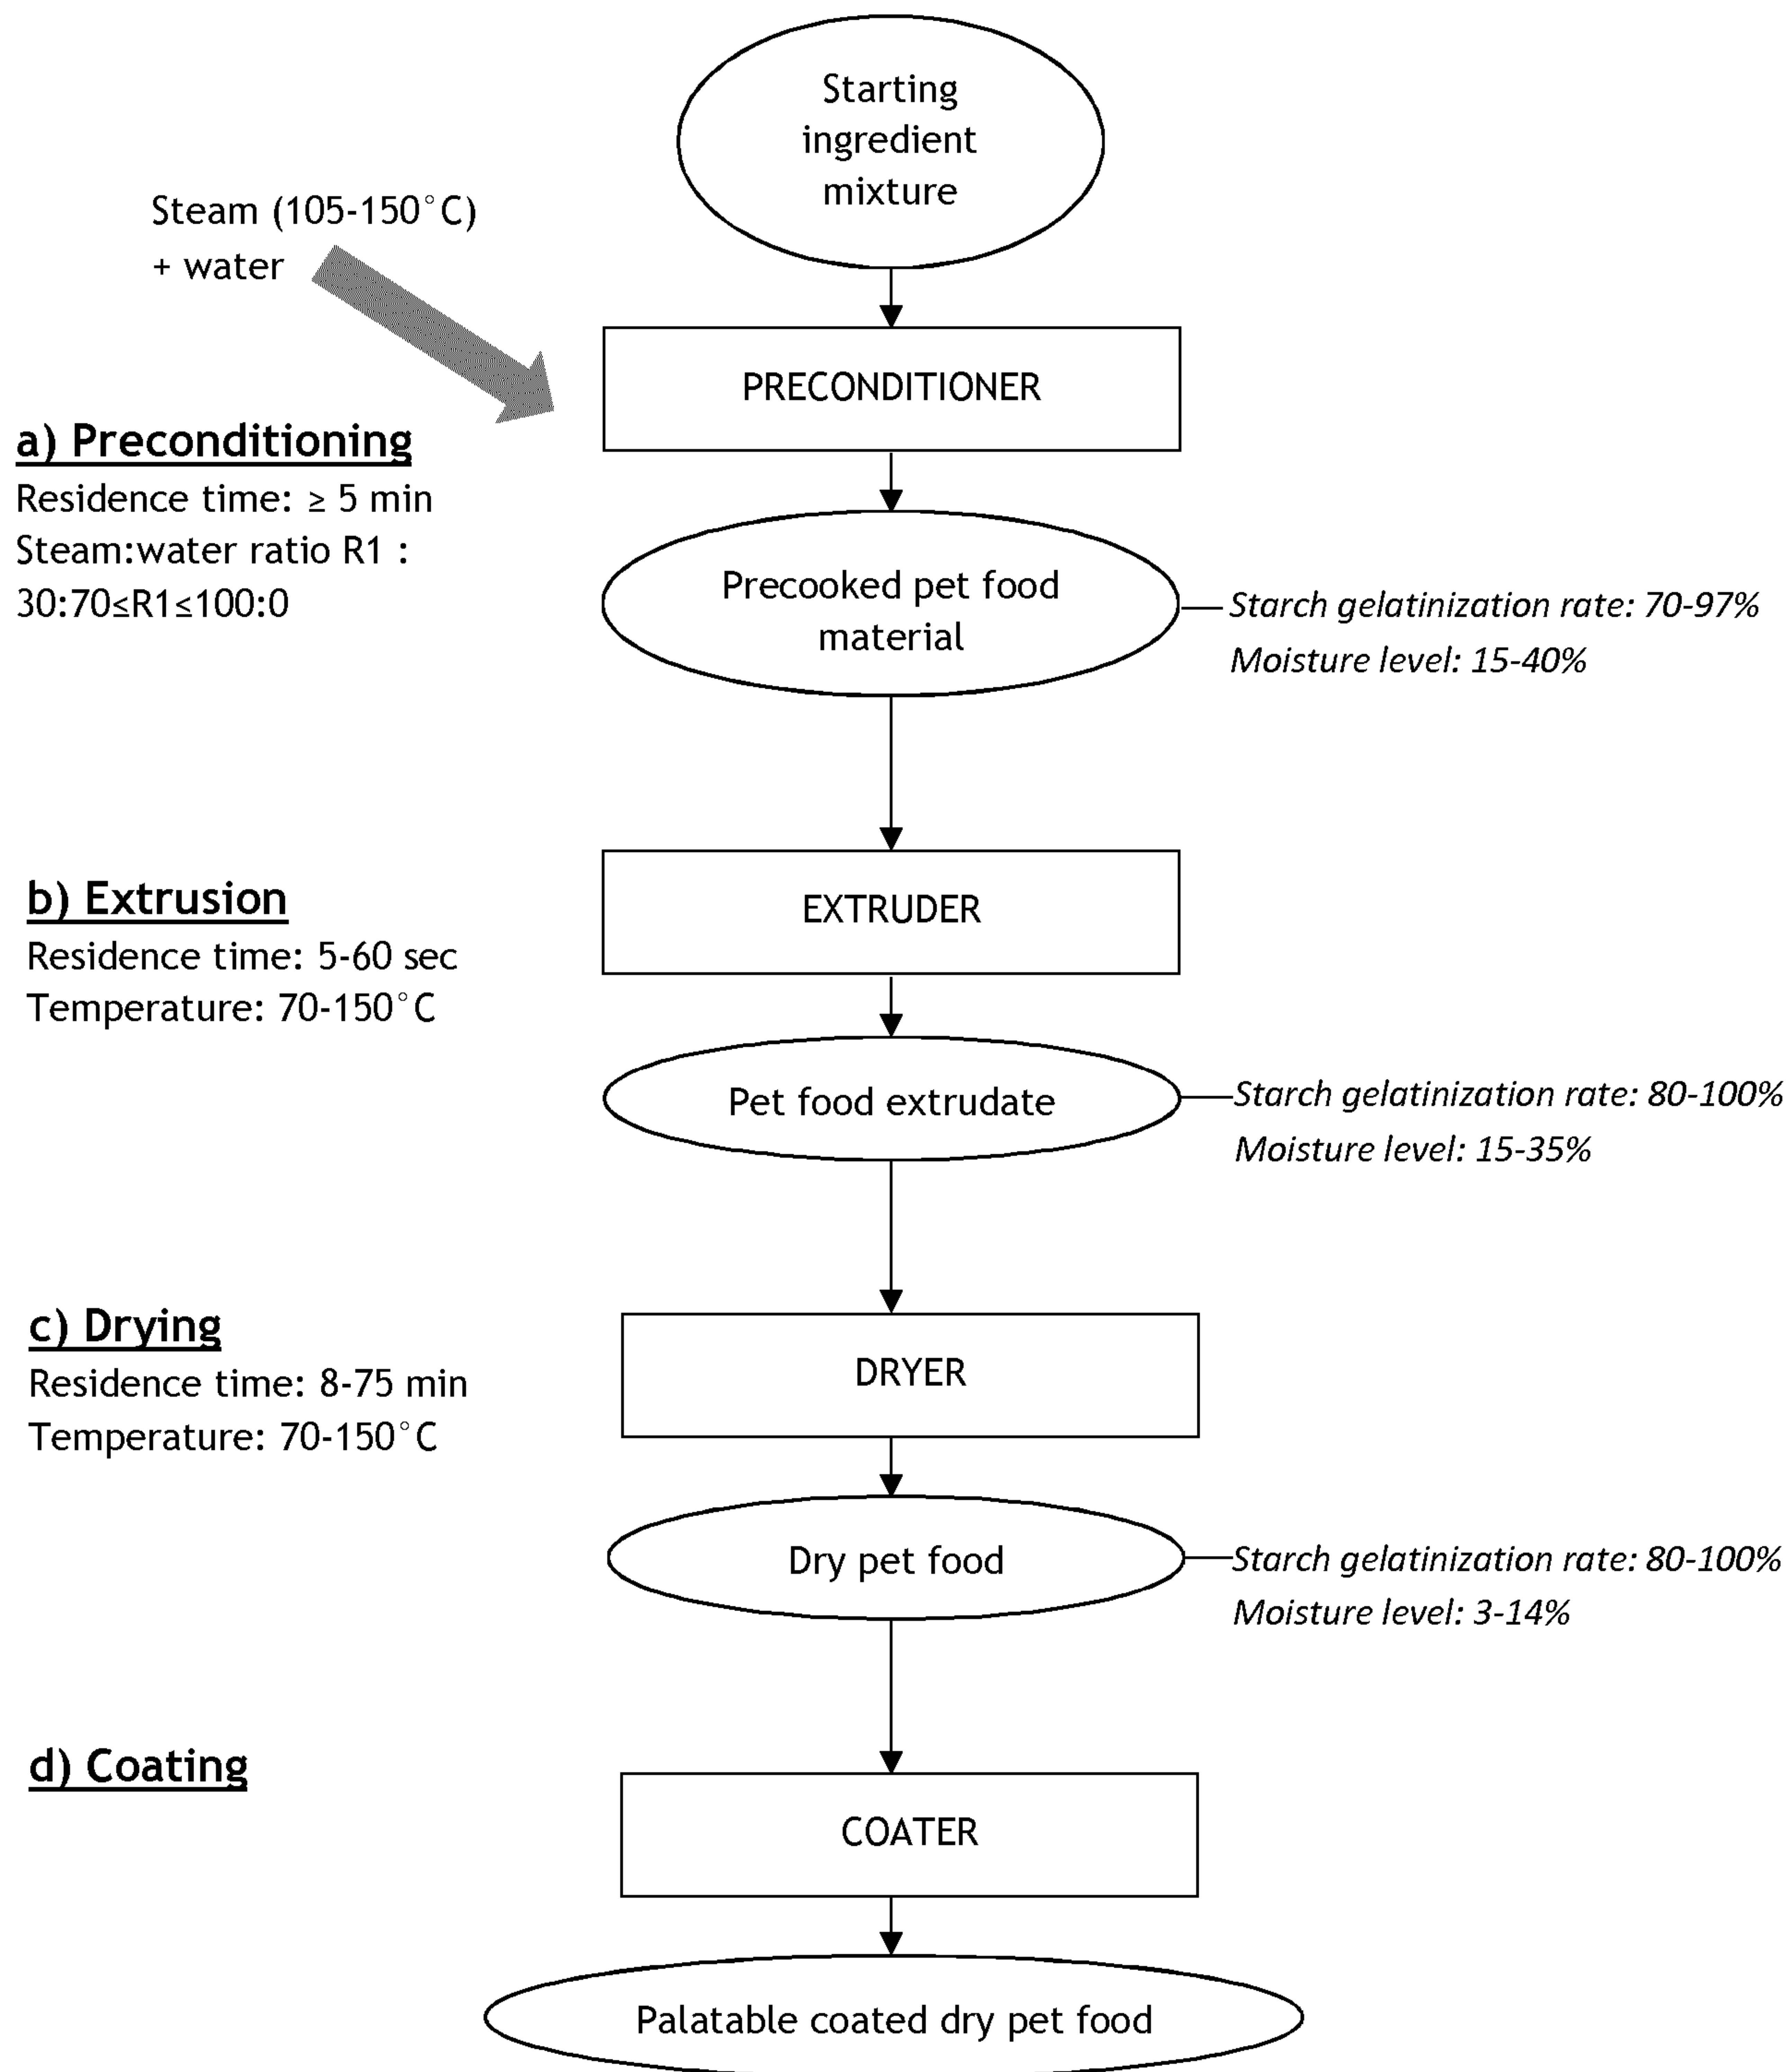 Starting
ingredient
mixture
Steam (105-150°C)
+ water
PRECONDITIONER
a) Preconditioning
Residence time: ≥ 5 min
Steam:water ratio R1 :
30:70≤R1≤100:0
Precooked pet food
material
Starch gelatinization rate: 70-97%
Moisture level: 15-40%
b) Extrusion
Residence time: 5-60 sec
Temperature: 70-150°C
EXTRUDER
Pet food extrudate
Starch gelatinization rate: 80-100%
Moisture level: 15-35%
c) Drying
Residence time: 8-75 min
Temperature: 70-150°C
DRYER
Dry pet food
Starch gelatinization rate: 80-100%
Moisture level: 3-14%
d) Coating
COATER
Palatable coated dry pet food